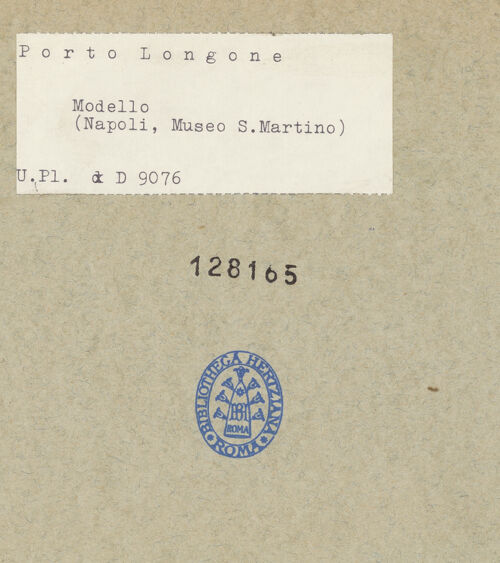 Porto Longone
Modello
(Napoli, Museo S.Martino)
U.Pl. D 9076
128165
BIBLIOTHECA HERTZIANA
ROMA
ROMA